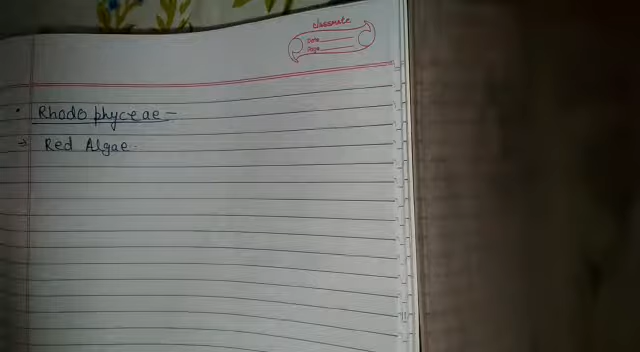 classmate
Date
Page
• Rhodophyceae -
→ Red Algae.